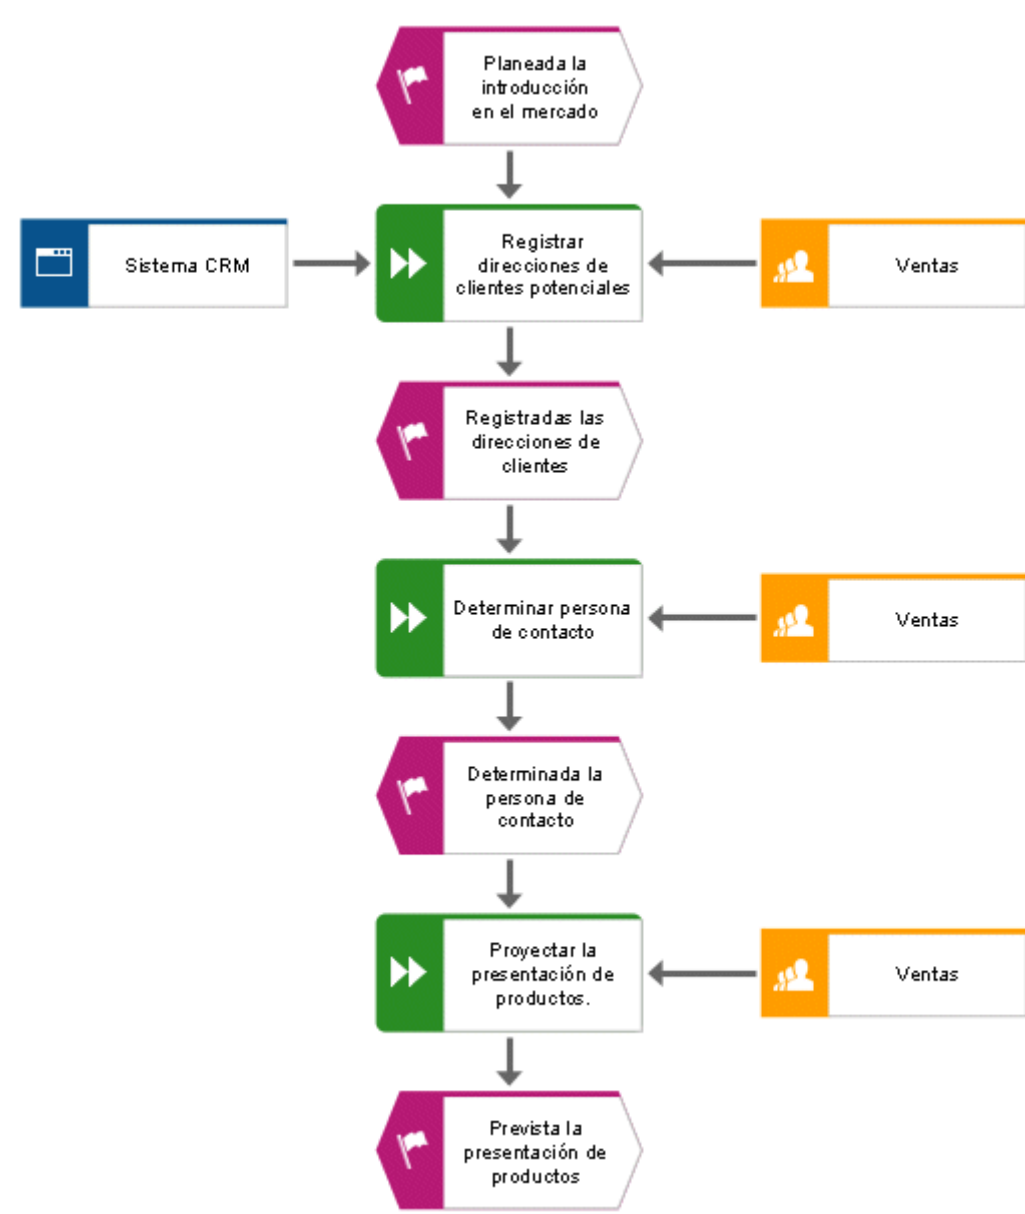 Planeada la
introducción
en el mercado
Sistema CRM
Registrar
direcciones de
clientes potenciales
Ventas
Registradas las
direcciones de
clientes
Determinar persona
de contacto
Ventas
Determinada la
persona de
contacto
Proyectar la
presentación de
productos.
Ventas
Prevista la
presentación de
productos